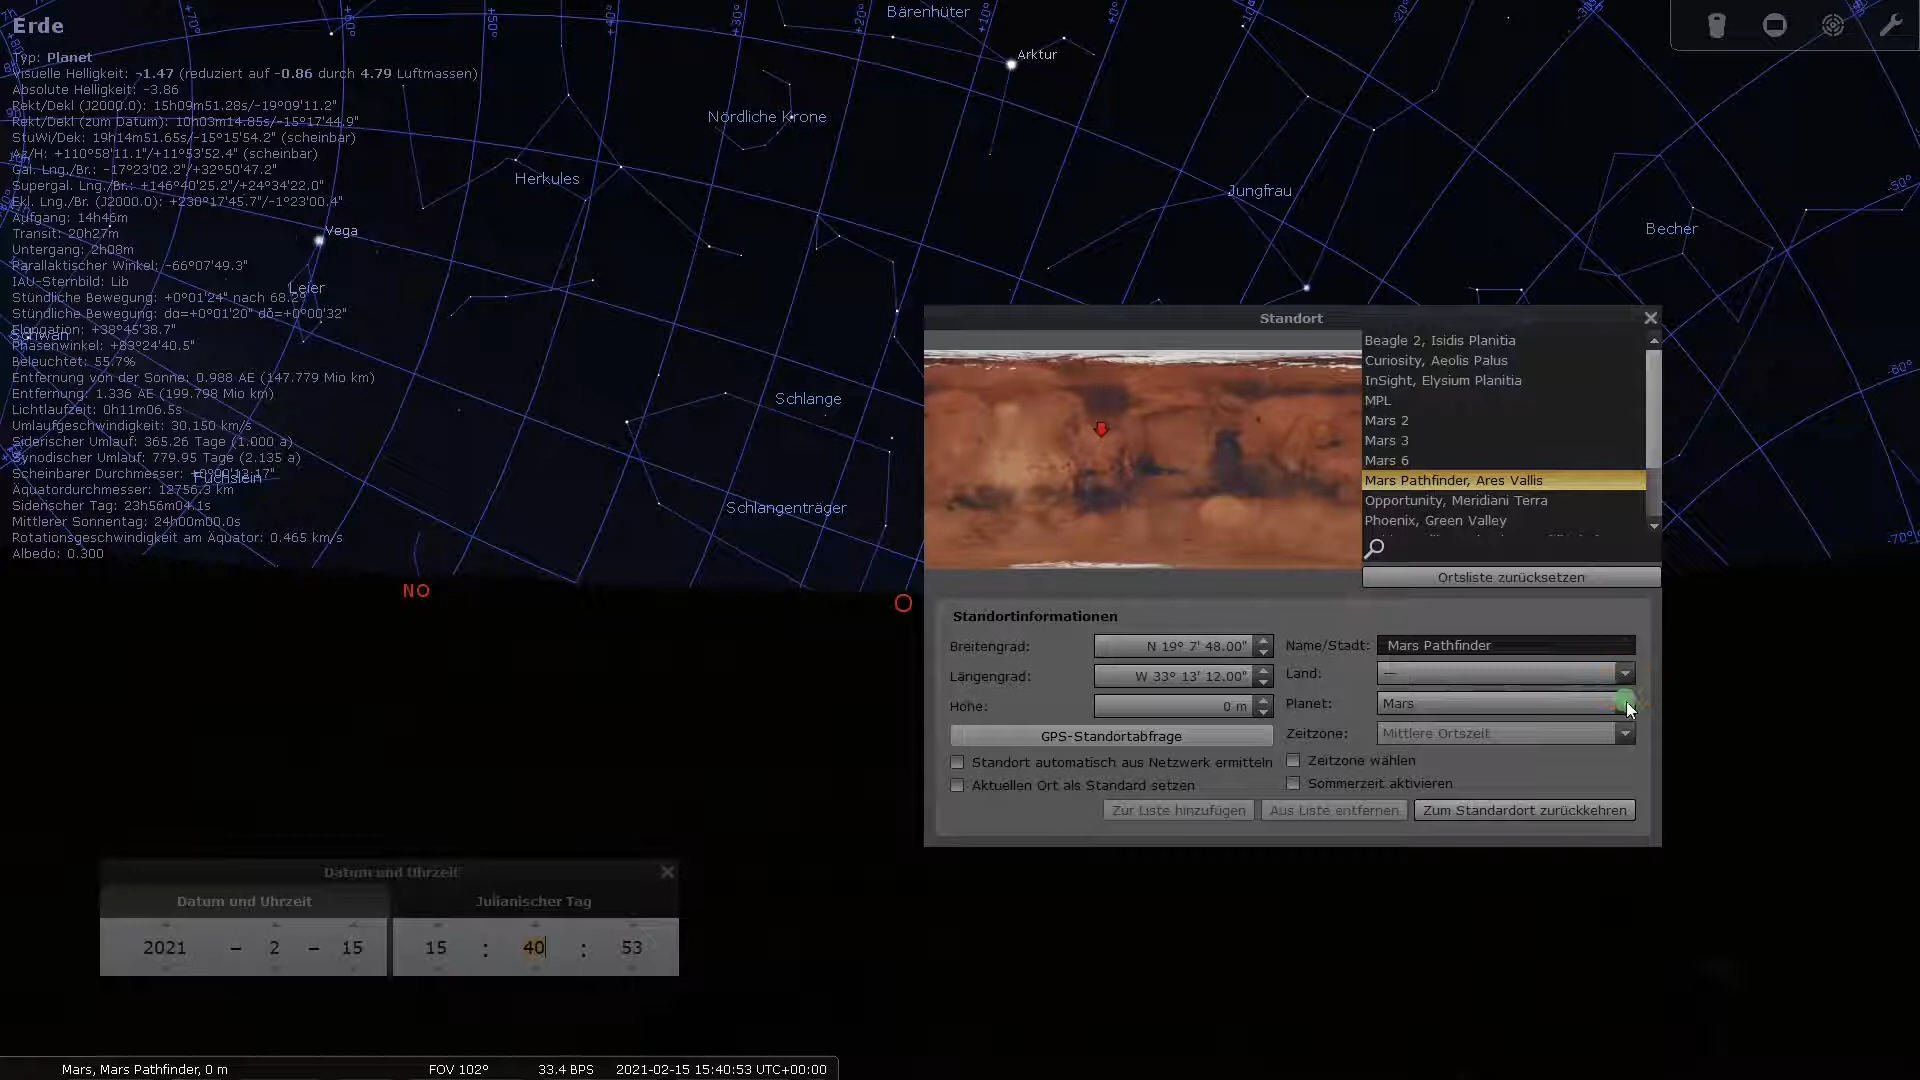 Erde
Typ: Planet
Visuelle Helligkeit: -1.47 (reduziert auf -0.86 durch 4.79 Luftmassen)
Absolute Helligkeit: -3.86
Rekt/Dekl (J2000.0): 15h09m51.28s/-19°09'11.2"
Rekt/Dekl (zum Datum): 10h03m14.85s/-15°17'44.9"
StuWi/Dek: 19h14m51.65s/-15°15'54.2" (scheinbar)
Az/H: +110°58'11.1"/+11°53'52.4" (scheinbar)
Gal. Lng./Br.: -17°23'02.2"/+32°50'47.2"
Supergal. Lng./Br.: +146°40'25.2"/+24°34'22.0"
Ekl. Lng./Br. (J2000.0): +230°17'45.7"/-1°23'00.4"
Aufgang: 14h46m
Transit: 20h27m
Untergang: 2h08m
Parallaktischer Winkel: -66°07'49.3"
IAU-Sternbild: Lib
Stündliche Bewegung: +0°01'24" nach 68.2°
Stündliche Bewegung: dα=+0°01'20" dδ=+0°00'32"
Elongation: +38°45'38.7"
Phasenwinkel: +83°24'40.5"
Beleuchtet: 55.7%
Entfernung von der Sonne: 0.988 AE (147.779 Mio km)
Entfernung: 1.336 AE (199.798 Mio km)
Lichtlaufzeit: 0h11m06.5s
Umlaufgeschwindigkeit: 30.150 km/s
Siderischer Umlauf: 365.26 Tage (1.000 a)
Synodischer Umlauf: 779.95 Tage (2.135 a)
Scheinbarer Durchmesser: +0°00'13.17"
Äquatordurchmesser: 12756.3 km
Siderischer Tag: 23h56m04.1s
Mittlerer Sonnentag: 24h00m00.0s
Rotationsgeschwindigkeit am Äquator: 0.465 km/s
Albedo: 0.300
+70°
+60°
+50°
+40°
+30°
+20°
+10°
+0°
-10°
-20°
-50°
-60°
-70°
Bärenhüter
Arktur
Nördliche Krone
Herkules
Jungfrau
Becher
Vega
Leier
Schwan
Schlange
Füchslein
Schlangenträger
NO
O
Standort
Beagle 2, Isidis Planitia
Curiosity, Aeolis Palus
InSight, Elysium Planitia
MPL
Mars 2
Mars 3
Mars 6
Mars Pathfinder, Ares Vallis
Opportunity, Meridiani Terra
Phoenix, Green Valley
Ortsliste zurücksetzen
Standortinformationen
Breitengrad: N 19° 7' 48.00" Name/Stadt: Mars Pathfinder
Längengrad: W 33° 13' 12.00" Land: —
Höhe: 0 m Planet: Mars
GPS-Standortabfrage Zeitzone: Mittlere Ortszeit
Standort automatisch aus Netzwerk ermitteln Zeitzone wählen
Aktuellen Ort als Standard setzen Sommerzeit aktivieren
Zur Liste hinzufügen Aus Liste entfernen Zum Standardort zurückkehren
Datum und Uhrzeit
Datum und Uhrzeit Julianischer Tag
2021 - 2 - 15 15 : 40 : 53
Mars, Mars Pathfinder, 0 m FOV 102° 33.4 BPS 2021-02-15 15:40:53 UTC+00:00